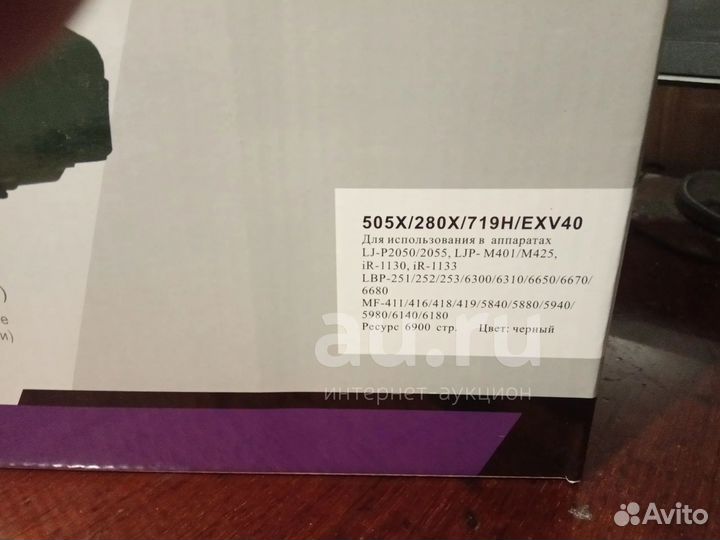 505X/280X/719H/EXV40
Для использования в аппаратах
LJ-P2050/2055, LJP- M401/M425,
iR-1130, iR-1133
LBP-251/252/253/6300/6310/6650/6670/
6680
MF-411/416/418/419/5840/5880/5940/
5980/6140/6180
Ресурс 6900 стр. Цвет: черный
)
е
и)
au.ru
интернет-аукцион
Avito